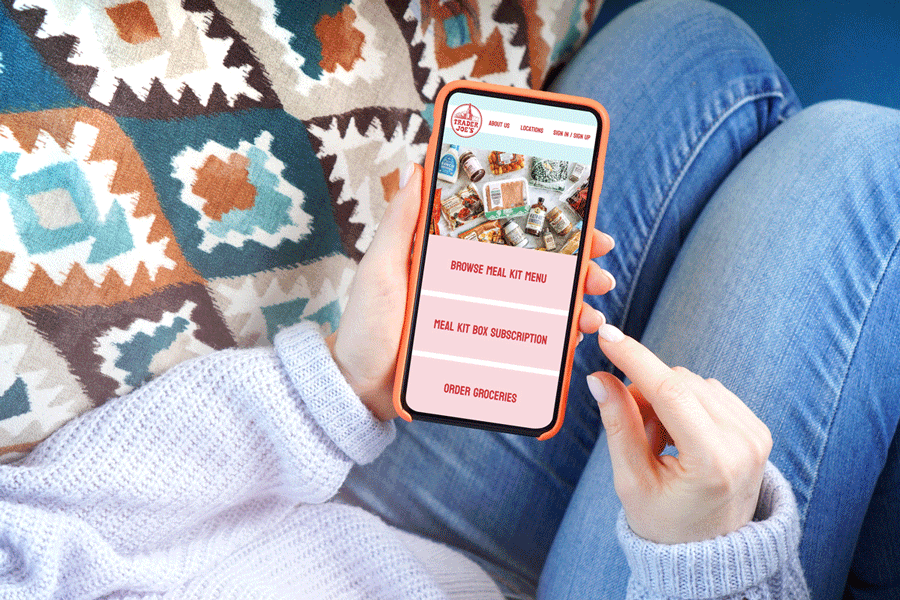 TRADER
JOE'S
ABOUT US
LOCATIONS
SIGN IN / SIGN UP
BROWSE MEAL KIT MENU
MEAL KIT BOX SUBSCRIPTION
ORDER GROCERIES